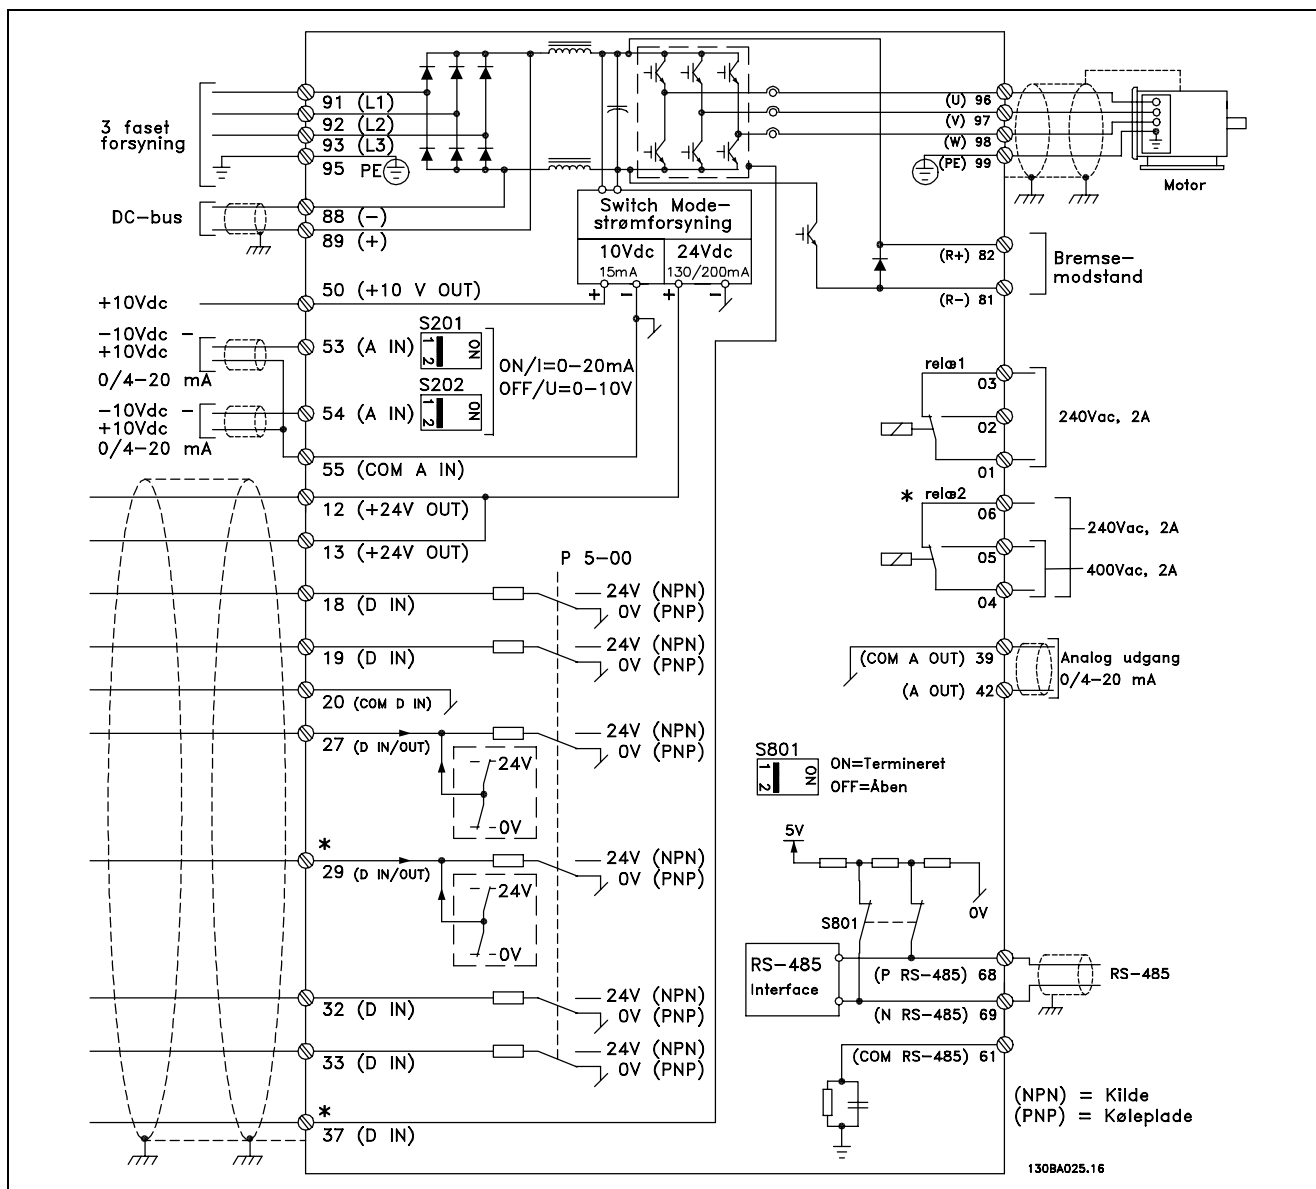 3 faset
forsyning
91 (L1)
92 (L2)
93 (L3)
95 PE
DC-bus
88 (-)
89 (+)
Switch Mode-
strømforsyning
10Vdc
15mA
24Vdc
130/200mA
+ - + -
(U) 96
(V) 97
(W) 98
(PE) 99
Motor
(R+) 82
(R-) 81
Bremse-
modstand
+10Vdc
50 (+10 V OUT)
-10Vdc -
+10Vdc
0/4-20 mA
53 (A IN)
S201
1 2
ON
ON/I=0-20mA
OFF/U=0-10V
-10Vdc -
+10Vdc
0/4-20 mA
54 (A IN)
S202
1 2
ON
55 (COM A IN)
12 (+24V OUT)
13 (+24V OUT)
P 5-00
18 (D IN)
24V (NPN)
0V (PNP)
19 (D IN)
24V (NPN)
0V (PNP)
20 (COM D IN)
27 (D IN/OUT)
24V (NPN)
0V (PNP)
24V
0V
*
29 (D IN/OUT)
24V (NPN)
0V (PNP)
24V
0V
32 (D IN)
24V (NPN)
0V (PNP)
33 (D IN)
24V (NPN)
0V (PNP)
*
37 (D IN)
relæ1
03
02
01
240Vac, 2A
* relæ2
06
05
04
240Vac, 2A
400Vac, 2A
(COM A OUT) 39
(A OUT) 42
Analog udgang
0/4-20 mA
S801
1 2
ON
ON=Termineret
OFF=Åben
5V
0V
S801
RS-485
Interface
(P RS-485) 68
(N RS-485) 69
RS-485
(COM RS-485) 61
(NPN) = Kilde
(PNP) = Køleplade
130BA025.16